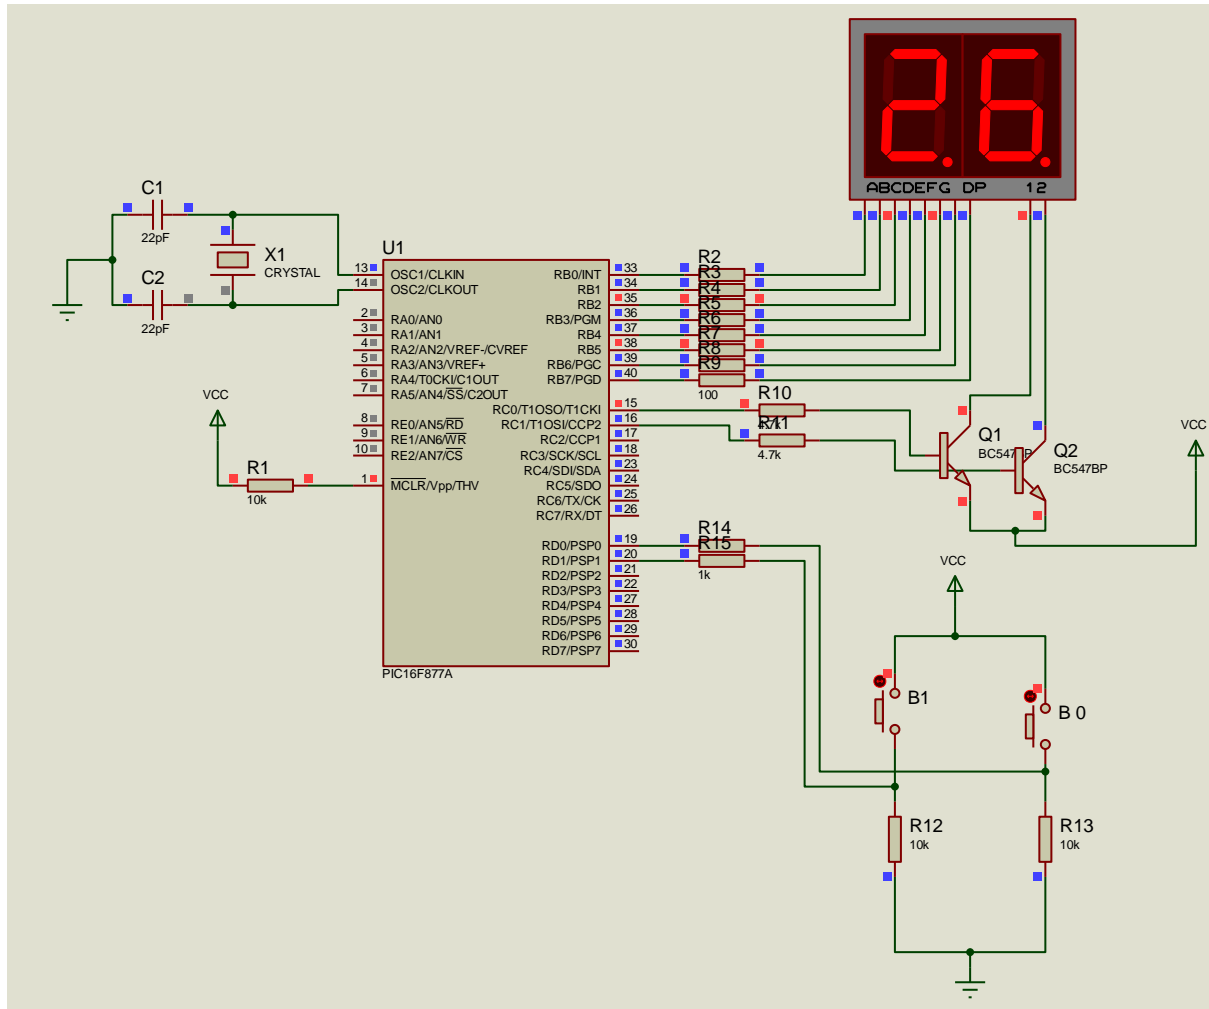 2.6.
ABCDEFG DP 12
C1
22pF
X1
CRYSTAL
C2
22pF
U1
13 OSC1/CLKIN
14 OSC2/CLKOUT
2 RA0/AN0
3 RA1/AN1
4 RA2/AN2/VREF-/CVREF
5 RA3/AN3/VREF+
6 RA4/T0CKI/C1OUT
7 RA5/AN4/SS/C2OUT
8 RE0/AN5/RD
9 RE1/AN6/WR
10 RE2/AN7/CS
1 MCLR/Vpp/THV
RB0/INT 33
RB1 34
RB2 35
RB3/PGM 36
RB4 37
RB5 38
RB6/PGC 39
RB7/PGD 40
RC0/T1OSO/T1CKI 15
RC1/T1OSI/CCP2 16
RC2/CCP1 17
RC3/SCK/SCL 18
RC4/SDI/SDA 23
RC5/SDO 24
RC6/TX/CK 25
RC7/RX/DT 26
RD0/PSP0 19
RD1/PSP1 20
RD2/PSP2 21
RD3/PSP3 22
RD4/PSP4 27
RD5/PSP5 28
RD6/PSP6 29
RD7/PSP7 30
PIC16F877A
VCC
R1
10k
R2
R3
R4
R5
R6
R7
R8
R9
100
R10
R11
4.7k
Q1
Q2
BC547BP
VCC
R14
R15
1k
VCC
B1
B 0
R12
10k
R13
10k